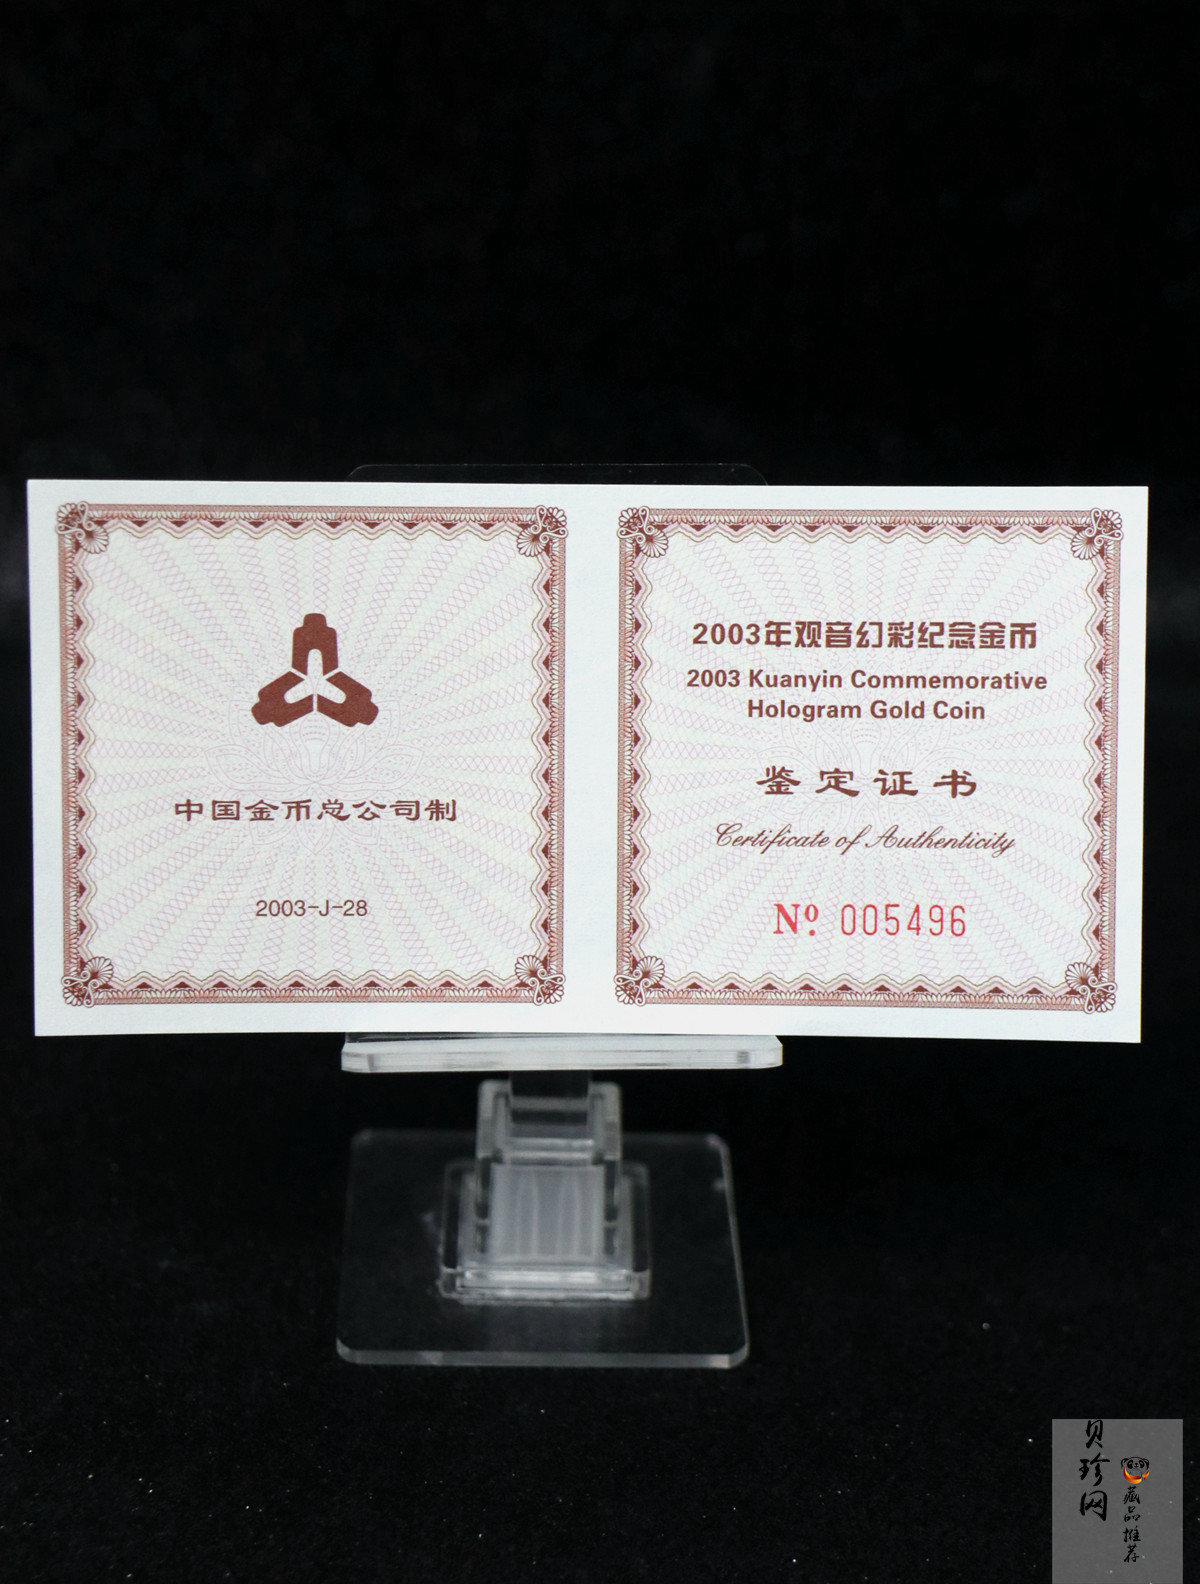 中国金币总公司制
2003-J-28
2003年观音幻彩纪念金币
2003 Kuanyin Commemorative
Hologram Gold Coin
鉴定证书
Certificate of Authenticity
Nº 005496
贝珍网
藏品推荐